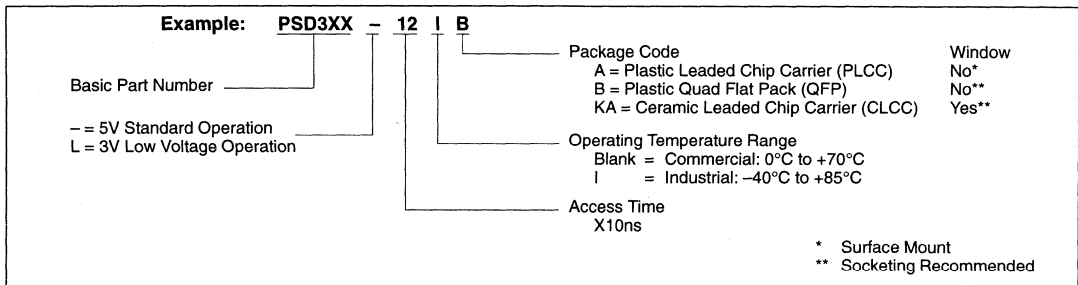 Example: PSD3XX – 12 I B
Package Code Window
A = Plastic Leaded Chip Carrier (PLCC) No*
B = Plastic Quad Flat Pack (QFP) No**
KA = Ceramic Leaded Chip Carrier (CLCC) Yes**
Basic Part Number
– = 5V Standard Operation
L = 3V Low Voltage Operation
Operating Temperature Range
Blank = Commercial: 0°C to +70°C
I = Industrial: –40°C to +85°C
Access Time
X10ns
* Surface Mount
** Socketing Recommended